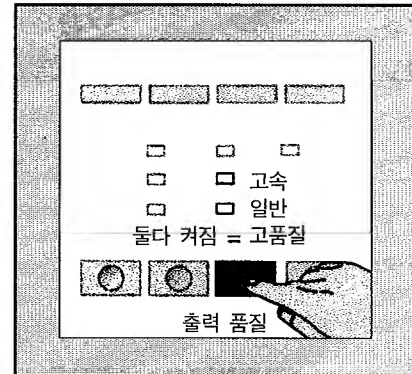 고속
일반
둘다 켜짐 = 고품질
출력 품질